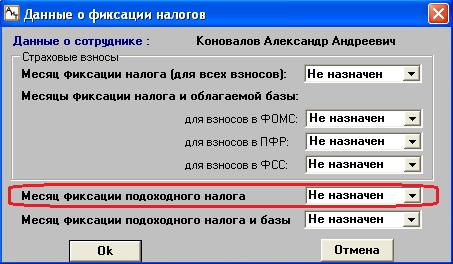 Данные о фиксации налогов
Данные о сотруднике : Коновалов Александр Андреевич
Страховые взносы
Месяц фиксации налога (для всех взносов): Не назначен
Месяцы фиксации налога и облагаемой базы:
для взносов в ФОМС: Не назначен
для взносов в ПФР: Не назначен
для взносов в ФСС: Не назначен
Месяц фиксации подоходного налога Не назначен
Месяц фиксации подоходного налога и базы Не назначен
Ok Отмена